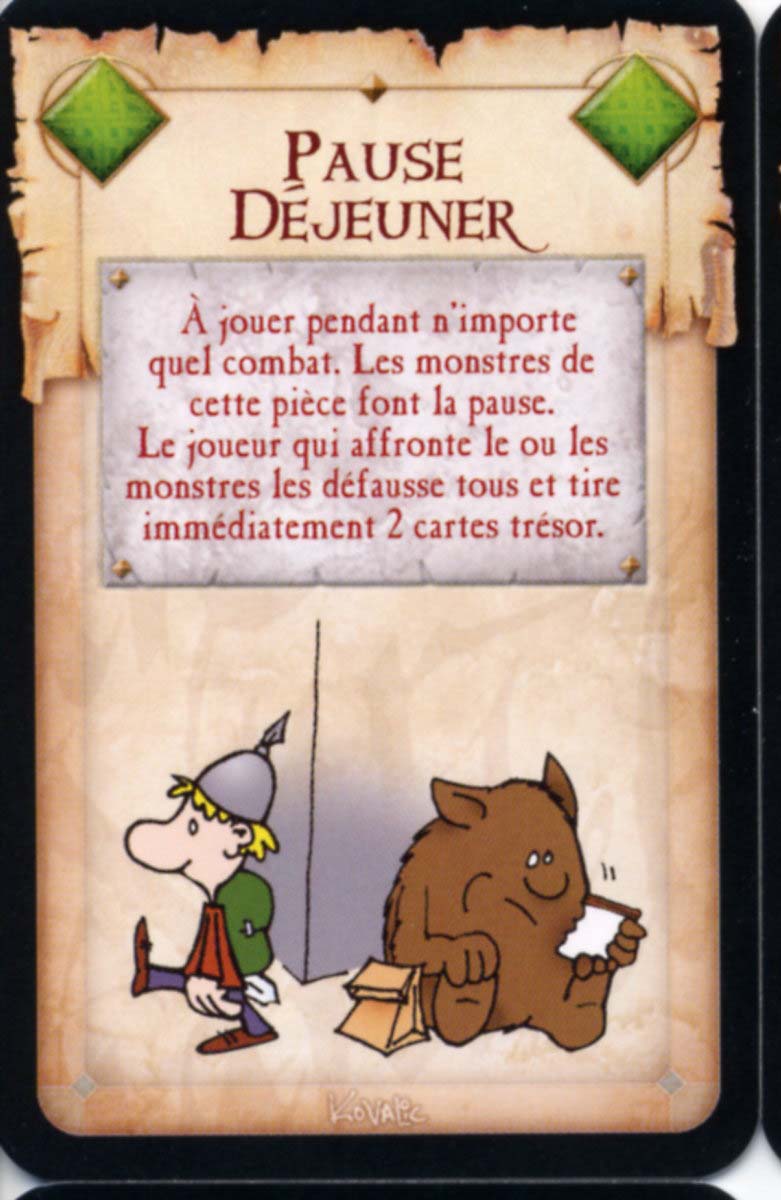 Pause
Déjeuner
À jouer pendant n'importe
quel combat. Les monstres de
cette pièce font la pause.
Le joueur qui affronte le ou les
monstres les défausse tous et tire
immédiatement 2 cartes trésor.
Kovalic